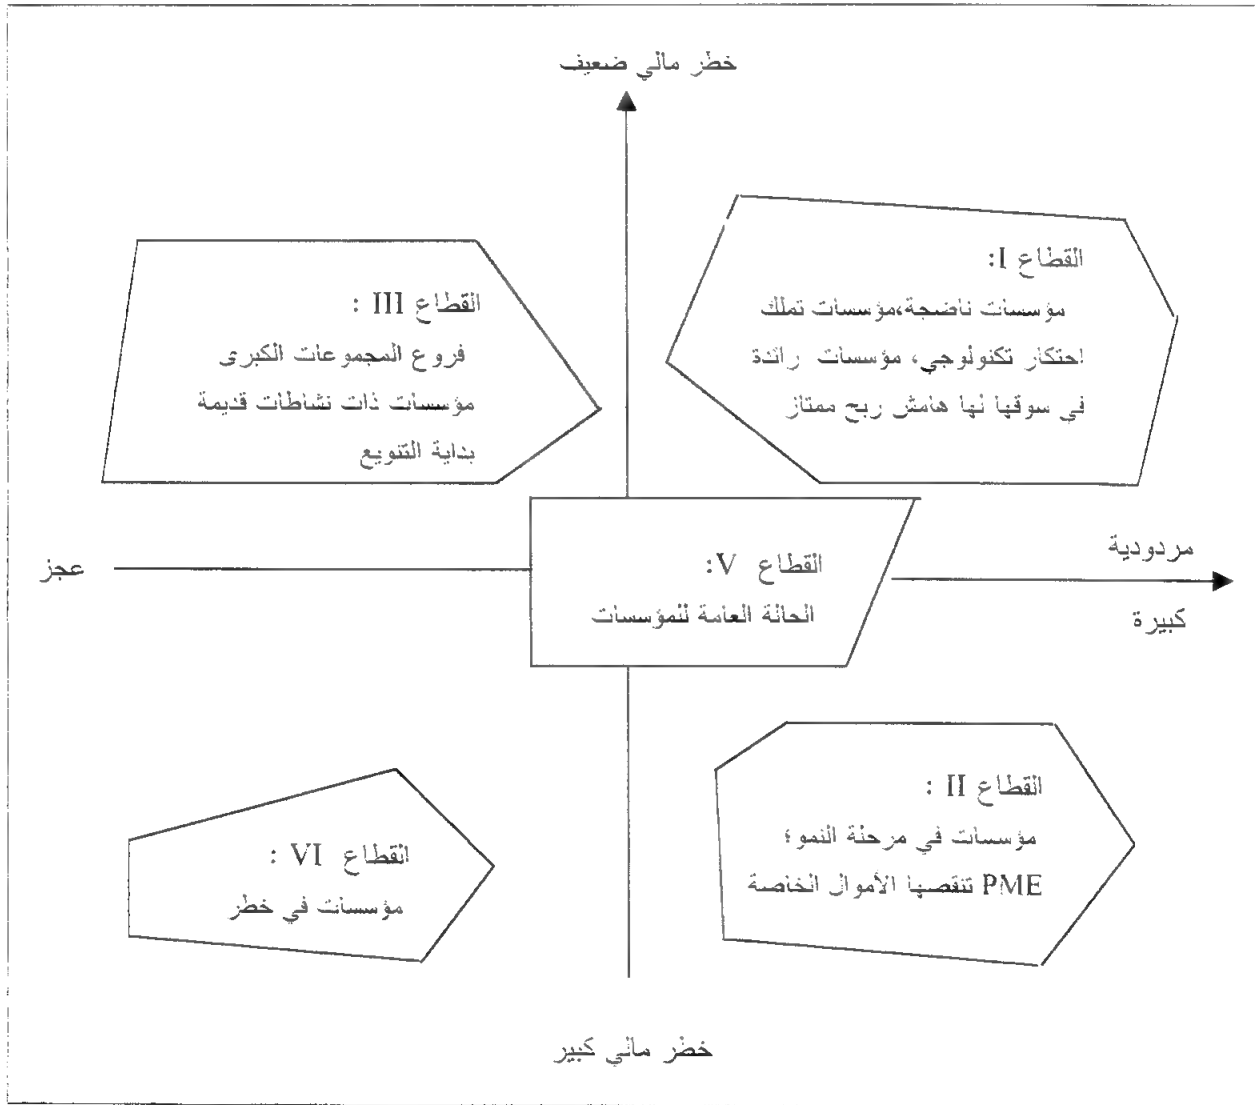 خطر مالي ضعيف
القطاع I:
مؤسسات ناضجة،مؤسسات تملك
احتكار تكنولوجي، مؤسسات رائدة
في سوقها لها هامش ربح ممتاز
القطاع III :
فروع المجموعات الكبرى
مؤسسات ذات نشاطات قديمة
بداية التنويع
القطاع V:
الحالة العامة للمؤسسات
مردودية
كبيرة
عجز
القطاع II :
مؤسسات في مرحلة النمو؛
PME تنقصها الأموال الخاصة
القطاع VI :
مؤسسات في خطر
خطر مالي كبير